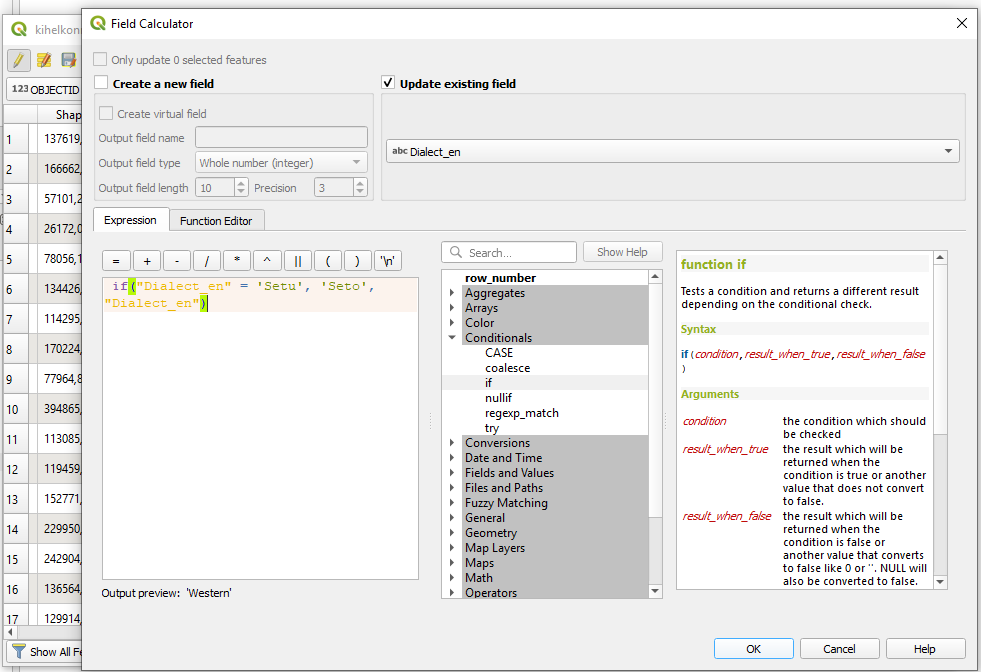 kihelkon
Field Calculator
123 OBJECTID
Shap
1 137619,
2 166662,
3 57101,2
4 26172,0
5 78056,1
6 134426,
7 114295,
8 170224,
9 77964,8
10 394865,
11 113085,
12 119459,
13 152771,
14 229950,
15 242904,
16 136564,
17 129914,
Show All Fe
Only update 0 selected features
Create a new field
Update existing field
Create virtual field
Output field name
Output field type Whole number (integer)
Output field length 10 Precision 3
abc Dialect_en
Expression Function Editor
= + - / * ^ || ( ) '\n'
if("Dialect_en" = 'Setu', 'Seto',
"Dialect_en")
Output preview: 'Western'
Search...
Show Help
row_number
Aggregates
Arrays
Color
Conditionals
CASE
coalesce
if
nullif
regexp_match
try
Conversions
Date and Time
Fields and Values
Files and Paths
Fuzzy Matching
General
Geometry
Map Layers
Maps
Math
Operators
function if
Tests a condition and returns a different result
depending on the conditional check.
Syntax
if(condition,result_when_true,result_when_false
)
Arguments
condition the condition which should
be checked
result_when_true the result which will be
returned when the
condition is true or another
value that does not convert
to false.
result_when_false the result which will be
returned when the
condition is false or
another value that converts
to false like 0 or ''. NULL will
also be converted to false.
OK Cancel Help